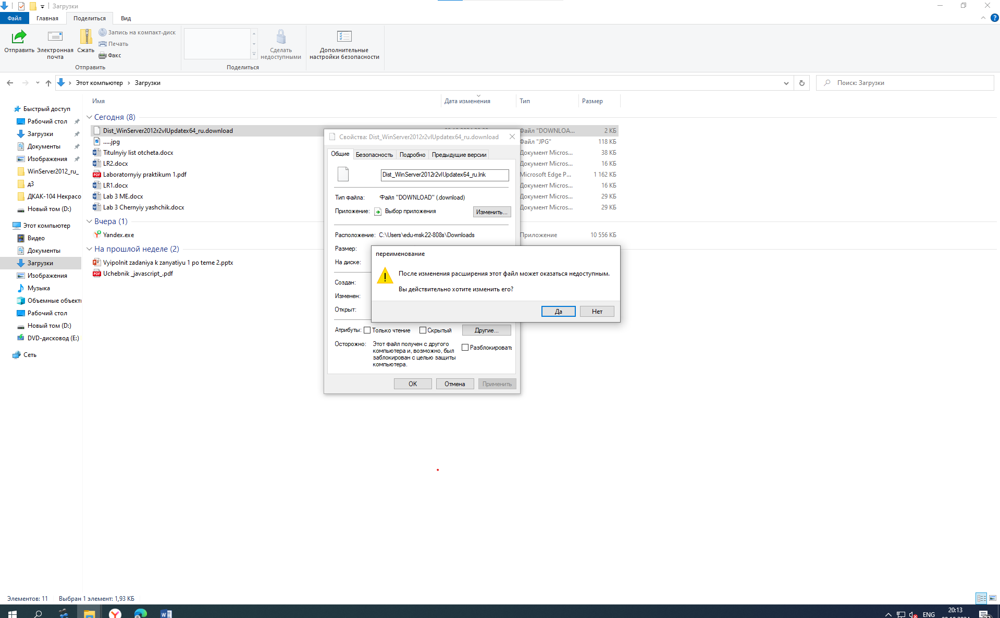 Загрузки
Файл
Главная
Поделиться
Вид
Отправить
Электронная
почта
Сжать
Запись на компакт-диск
Печать
Факс
Отправить
Сделать
недоступными
Поделиться
Дополнительные
настройки безопасности
Этот компьютер
Загрузки
Поиск: Загрузки
Быстрый доступ
Рабочий стол
Загрузки
Документы
Изображения
WinServer2012_ru_
д3
ДКАК-104 Некрасо
Новый том (D:)
Этот компьютер
Видео
Документы
Загрузки
Изображения
Музыка
Объемные объекты
Рабочий стол
Новый том (D:)
DVD-дисковод (E:)
Сеть
Имя
Дата изменения
Тип
Размер
Сегодня (8)
Dist_WinServer2012r2vlUpdatex64_ru.download
Файл "DOWNLOA...
2 КБ
.....jpg
Файл "JPG"
118 КБ
Titulnyiy list otcheta.docx
Документ Micros...
38 КБ
LR2.docx
Документ Micros...
16 КБ
Laboratornyiy praktikum 1.pdf
Microsoft Edge P...
1 162 КБ
LR1.docx
Документ Micros...
16 КБ
Lab 3 ME.docx
Документ Micros...
29 КБ
Lab 3 Chernyiy yashchik.docx
Документ Micros...
29 КБ
Вчера (1)
Yandex.exe
Приложение
10 556 КБ
На прошлой неделе (2)
Vyipolnit zadaniya k zanyatiyu 1 po teme 2.pptx
Uchebnik _javascript_.pdf
Свойства: Dist_WinServer2012r2vlUpdatex64_ru.download
Общие
Безопасность
Подробно
Предыдущие версии
Dist_WinServer2012r2vlUpdatex64_ru.lnk
Тип файла:
Файл "DOWNLOAD" (.download)
Приложение:
Выбор приложения
Изменить...
Расположение:
C:\Users\edu-msk22-808s\Downloads
Размер:
На диске:
Создан:
Изменен:
Открыт:
Атрибуты:
Только чтение
Скрытый
Другие...
Осторожно:
Этот файл получен с другого
компьютера и, возможно, был
заблокирован с целью защиты
компьютера.
Разблокировать
OK
Отмена
Применить
переименование
После изменения расширения этот файл может оказаться недоступным.
Вы действительно хотите изменить его?
Да
Нет
Элементов: 11
Выбран 1 элемент: 1,93 КБ
ENG
20:13